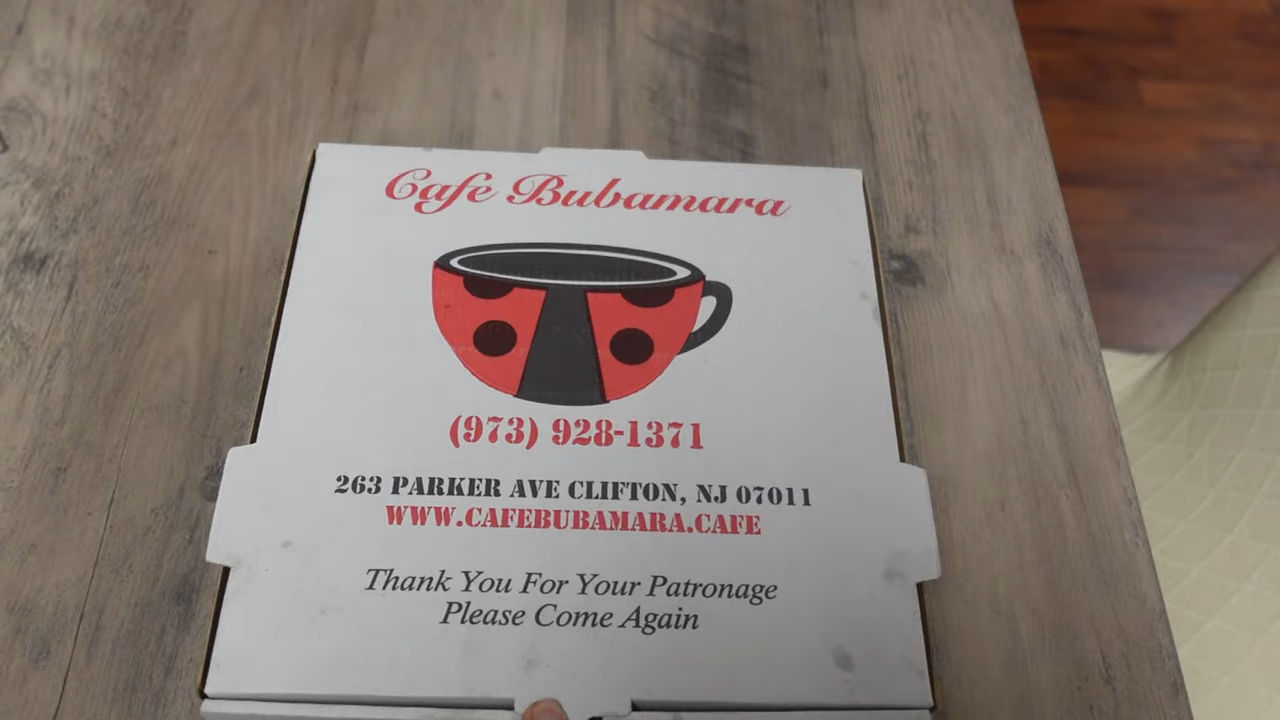 Cafe Bubamara
(973) 928-1371
263 PARKER AVE CLIFTON, NJ 07011
WWW.CAFEBUBAMARA.CAFE
Thank You For Your Patronage
Please Come Again